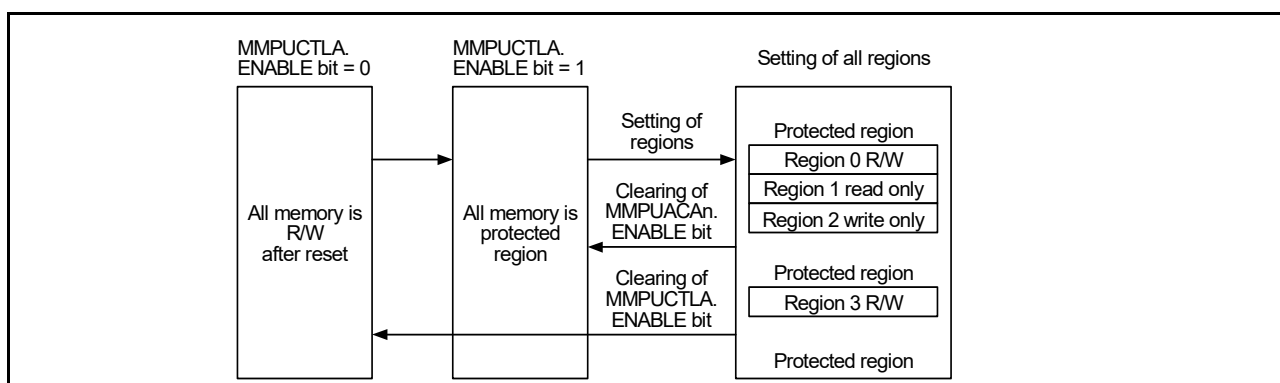 MMPUCTLA.
ENABLE bit = 0
MMPUCTLA.
ENABLE bit = 1
Setting of all regions
All memory is
R/W
after reset
All memory is
protected
region
Setting of
regions
Clearing of
MMPUACAn.
ENABLE bit
Clearing of
MMPUCTLA.
ENABLE bit
Protected region
Region 0 R/W
Region 1 read only
Region 2 write only
Protected region
Region 3 R/W
Protected region